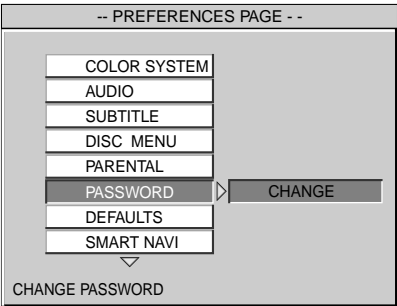 -- PREFERENCES PAGE - -
COLOR SYSTEM
AUDIO
SUBTITLE
DISC MENU
PARENTAL
PASSWORD CHANGE
DEFAULTS
SMART NAVI
CHANGE PASSWORD